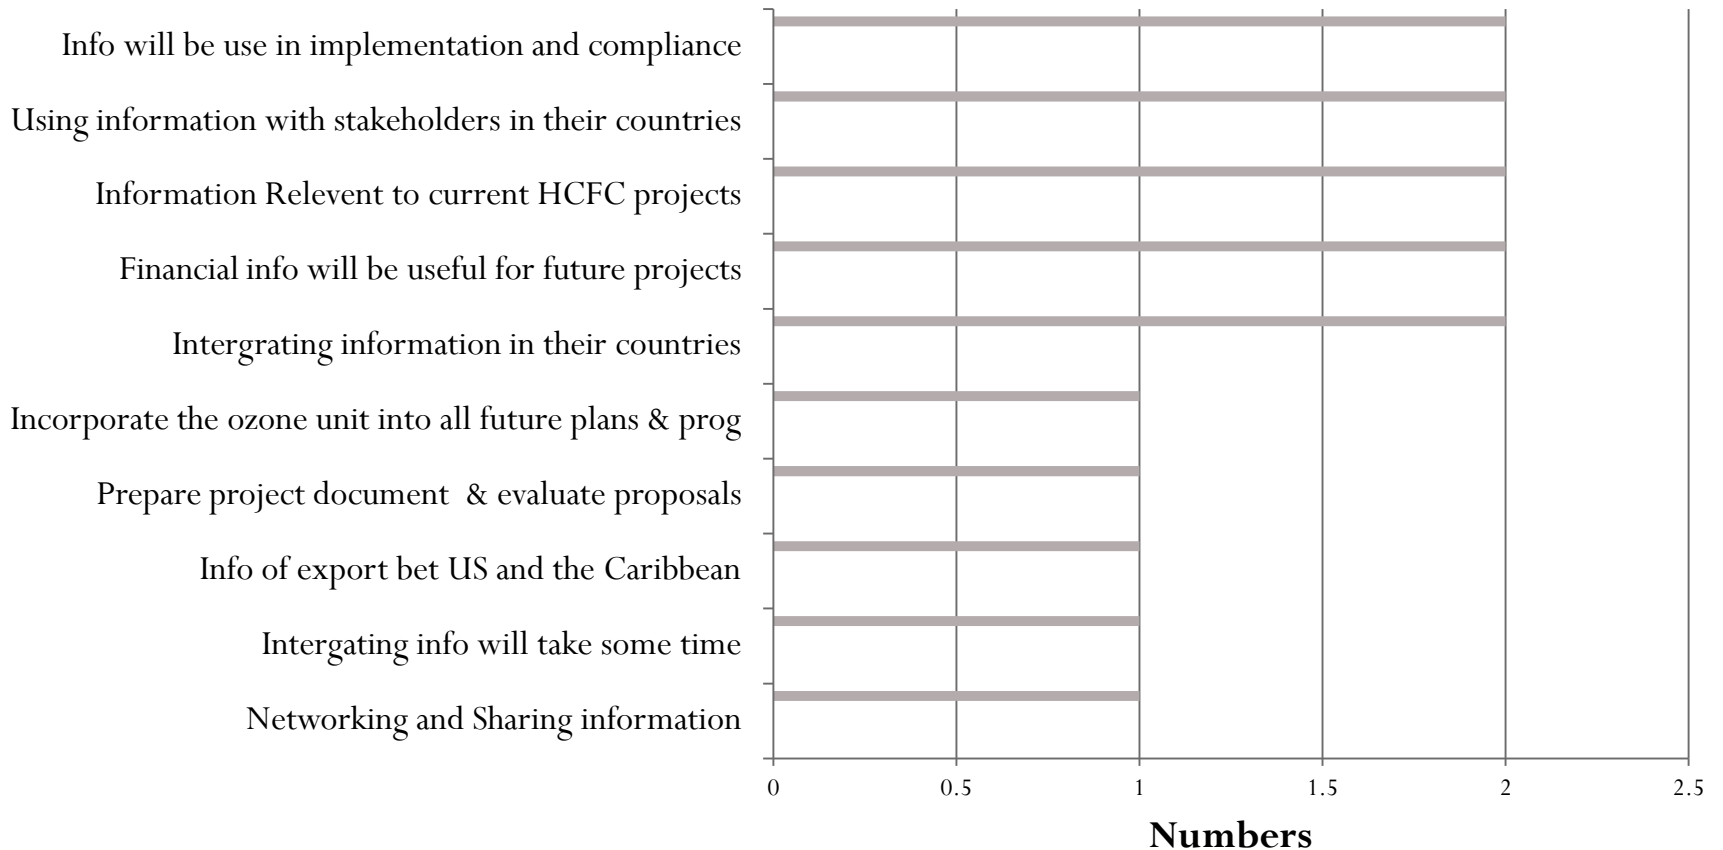 Info will be use in implementation and compliance
Using information with stakeholders in their countries
Information Relevent to current HCFC projects
Financial info will be useful for future projects
Intergrating information in their countries
Incorporate the ozone unit into all future plans & prog
Prepare project document  & evaluate proposals
Info of export bet US and the Caribbean
Intergating info will take some time
Networking and Sharing information
0 0.5 1 1.5 2 2.5
Numbers